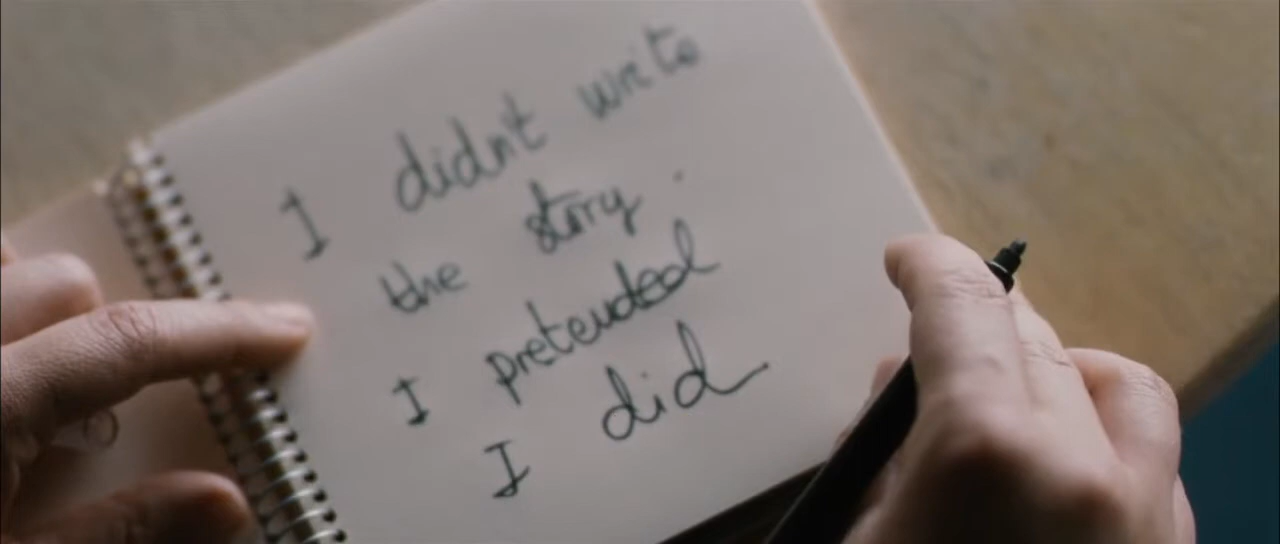 I didn't write
the story.
I pretended
I did